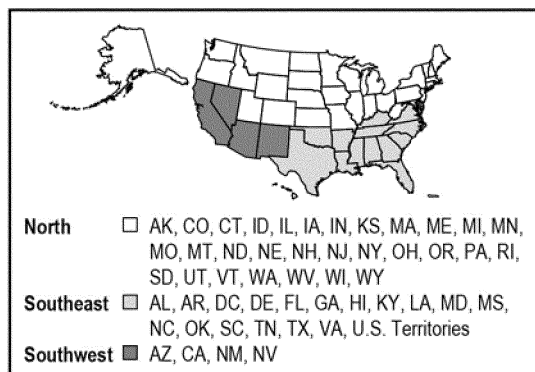 North AK, CO, CT, ID, IL, IA, IN, KS, MA, ME, MI, MN,
MO, MT, ND, NE, NH, NJ, NY, OH, OR, PA, RI,
SD, UT, VT, WA, WV, WI, WY
Southeast AL, AR, DC, DE, FL, GA, HI, KY, LA, MD, MS,
NC, OK, SC, TN, TX, VA, U.S. Territories
Southwest AZ, CA, NM, NV